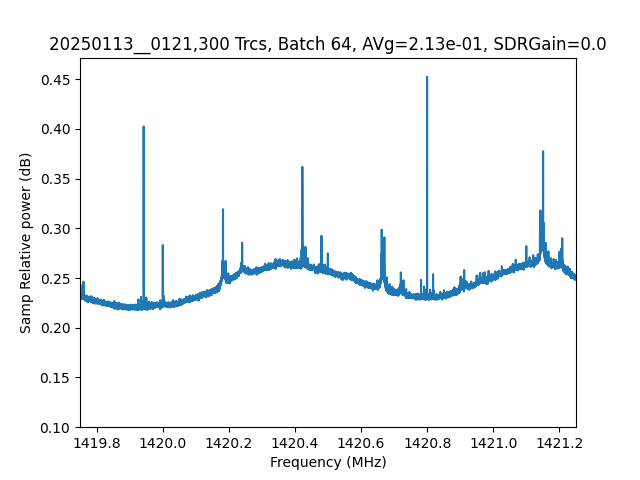 20250113__0121,300 Trcs, Batch 64, AVg=2.13e-01, SDRGain=0.0
Samp Relative power (dB)
0.45
0.40
0.35
0.30
0.25
0.20
0.15
0.10
1419.8 1420.0 1420.2 1420.4 1420.6 1420.8 1421.0 1421.2
Frequency (MHz)